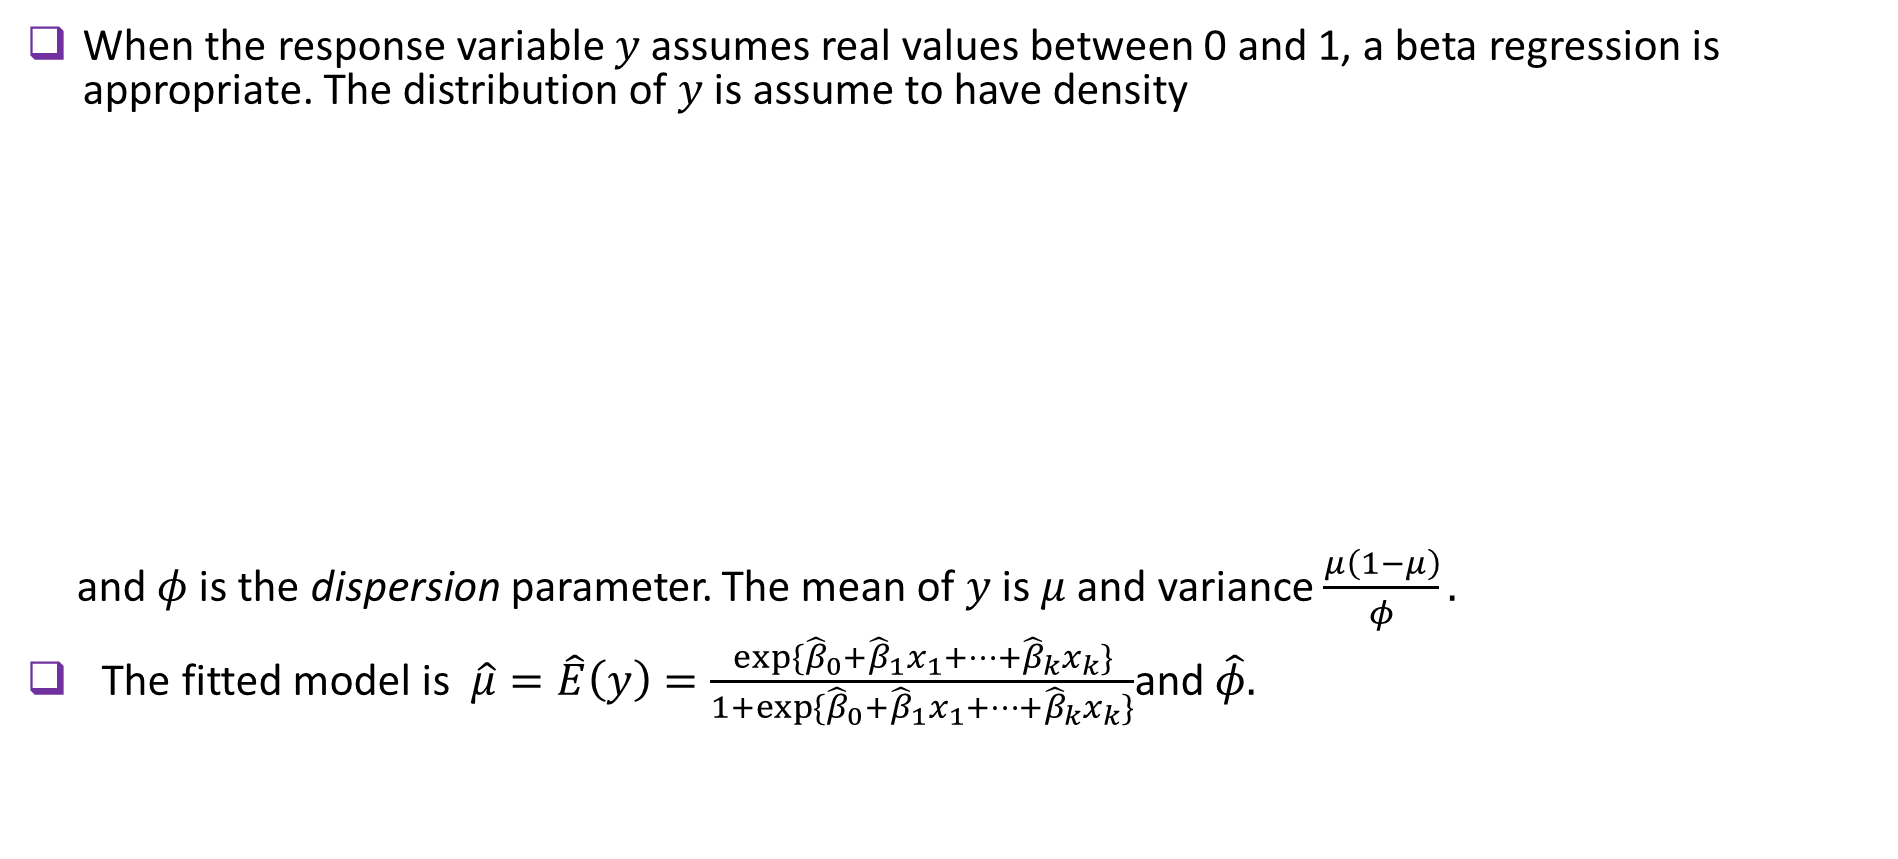 ❑ When the response variable y assumes real values between 0 and 1, a beta regression is
appropriate. The distribution of y is assume to have density
and ϕ is the dispersion parameter. The mean of y is μ and variance μ(1−μ)/ϕ.
❑ The fitted model is μ̂ = Ê(y) = exp{β̂₀+β̂₁x₁+⋯+β̂ₖxₖ}/1+exp{β̂₀+β̂₁x₁+⋯+β̂ₖxₖ} and ϕ̂.